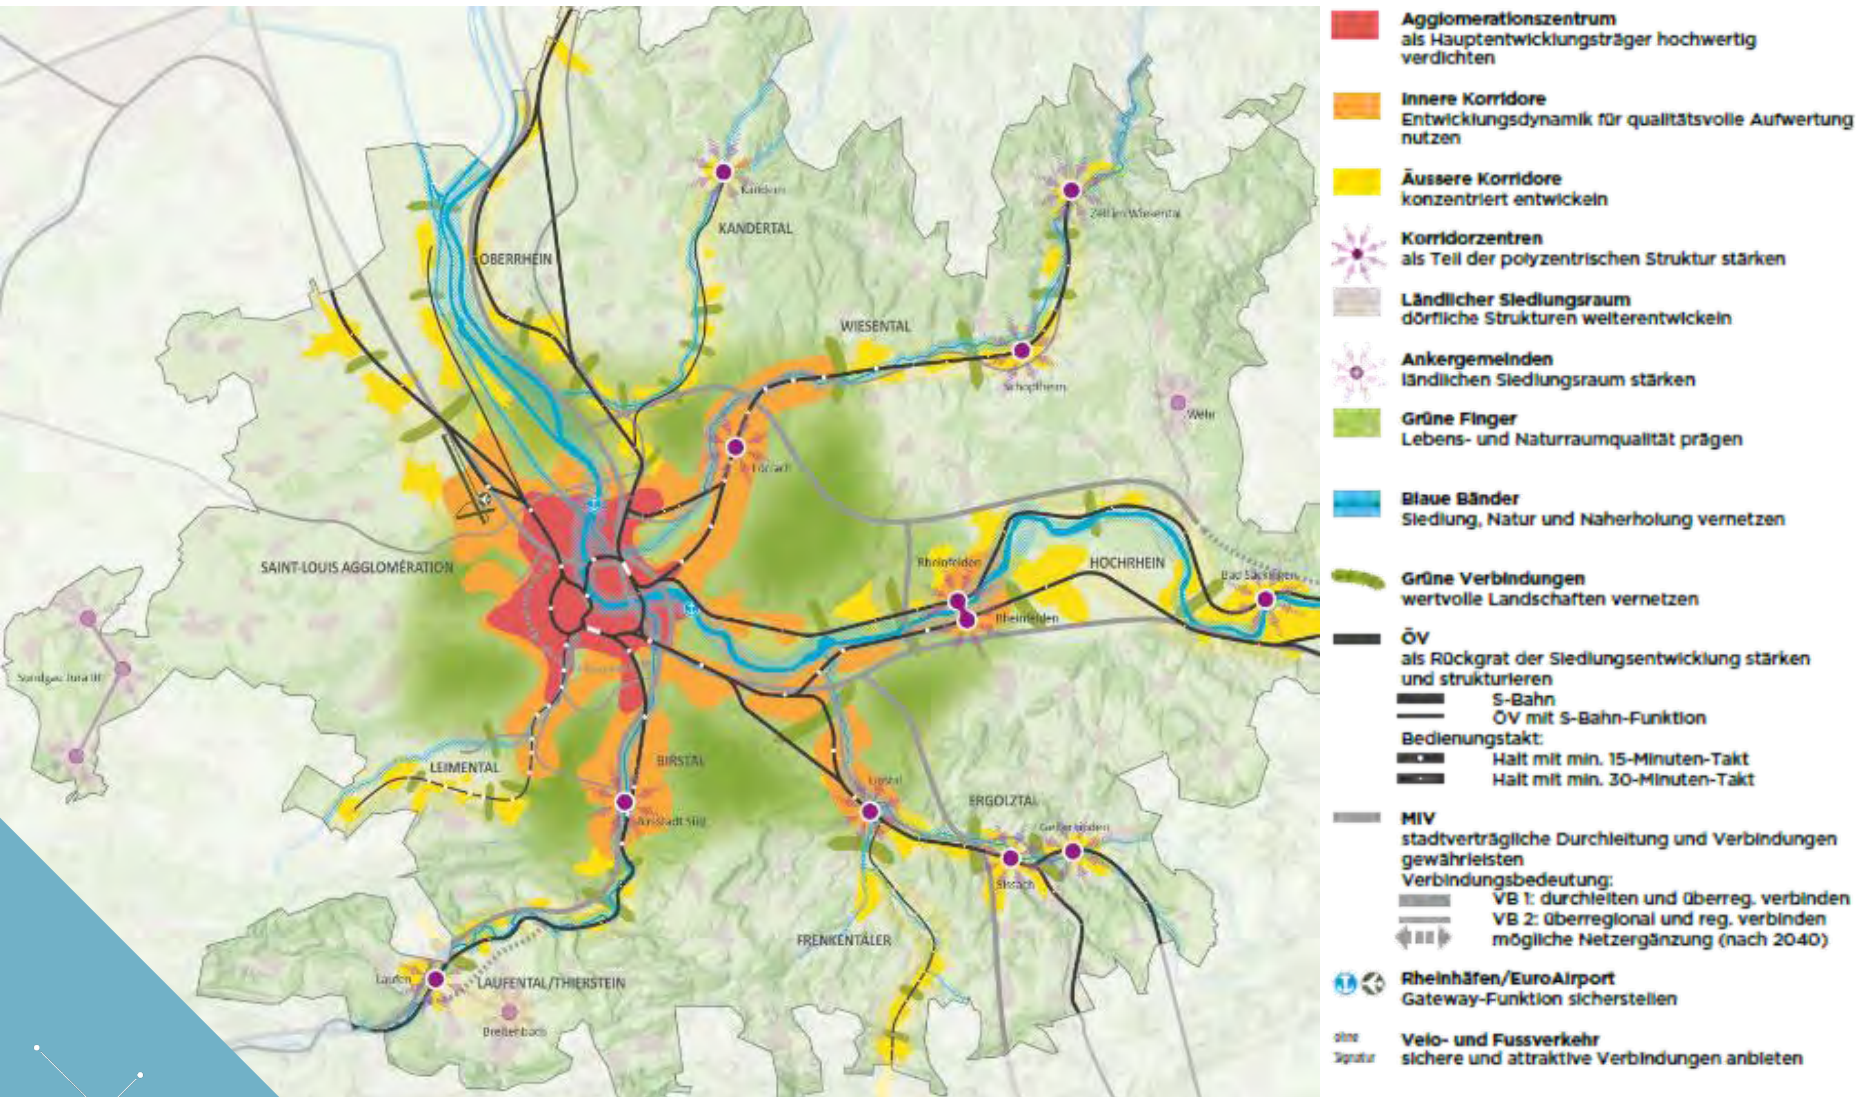 Kandern
Zell im Wiesental
KANDERTAL
OBERRHEIN
WIESENTAL
Schopfheim
Wehr
Lörrach
SAINT-LOUIS AGGLOMÉRATION
Rheinfelden
HOCHRHEIN
Bad Säckingen
Rheinfelden
Sundgau Jura
BIRSTAL
LEIMENTAL
Liestal
ERGOLZTAL
Birsstadt Süd
Gelterkinden
Sissach
FRENKENTÄLER
Laufen
LAUFENTAL/THIERSTEIN
Breitenbach
Agglomerationszentrum
als Hauptentwicklungsträger hochwertig
verdichten
Innere Korridore
Entwicklungsdynamik für qualitätsvolle Aufwertung
nutzen
Äussere Korridore
konzentriert entwickeln
Korridorzentren
als Teil der polyzentrischen Struktur stärken
Ländlicher Siedlungsraum
dörfliche Strukturen weiterentwickeln
Ankergemeinden
ländlichen Siedlungsraum stärken
Grüne Finger
Lebens- und Naturraumqualität prägen
Blaue Bänder
Siedlung, Natur und Naherholung vernetzen
Grüne Verbindungen
wertvolle Landschaften vernetzen
ÖV
als Rückgrat der Siedlungsentwicklung stärken
und strukturieren
S-Bahn
ÖV mit S-Bahn-Funktion
Bedienungstakt:
Halt mit min. 15-Minuten-Takt
Halt mit min. 30-Minuten-Takt
MIV
stadtverträgliche Durchleitung und Verbindungen
gewährleisten
Verbindungsbedeutung:
VB 1: durchleiten und überreg. verbinden
VB 2: überregional und reg. verbinden
mögliche Netzergänzung (nach 2040)
Rheinhäfen/EuroAirport
Gateway-Funktion sicherstellen
ohne
Signatur
Velo- und Fussverkehr
sichere und attraktive Verbindungen anbieten